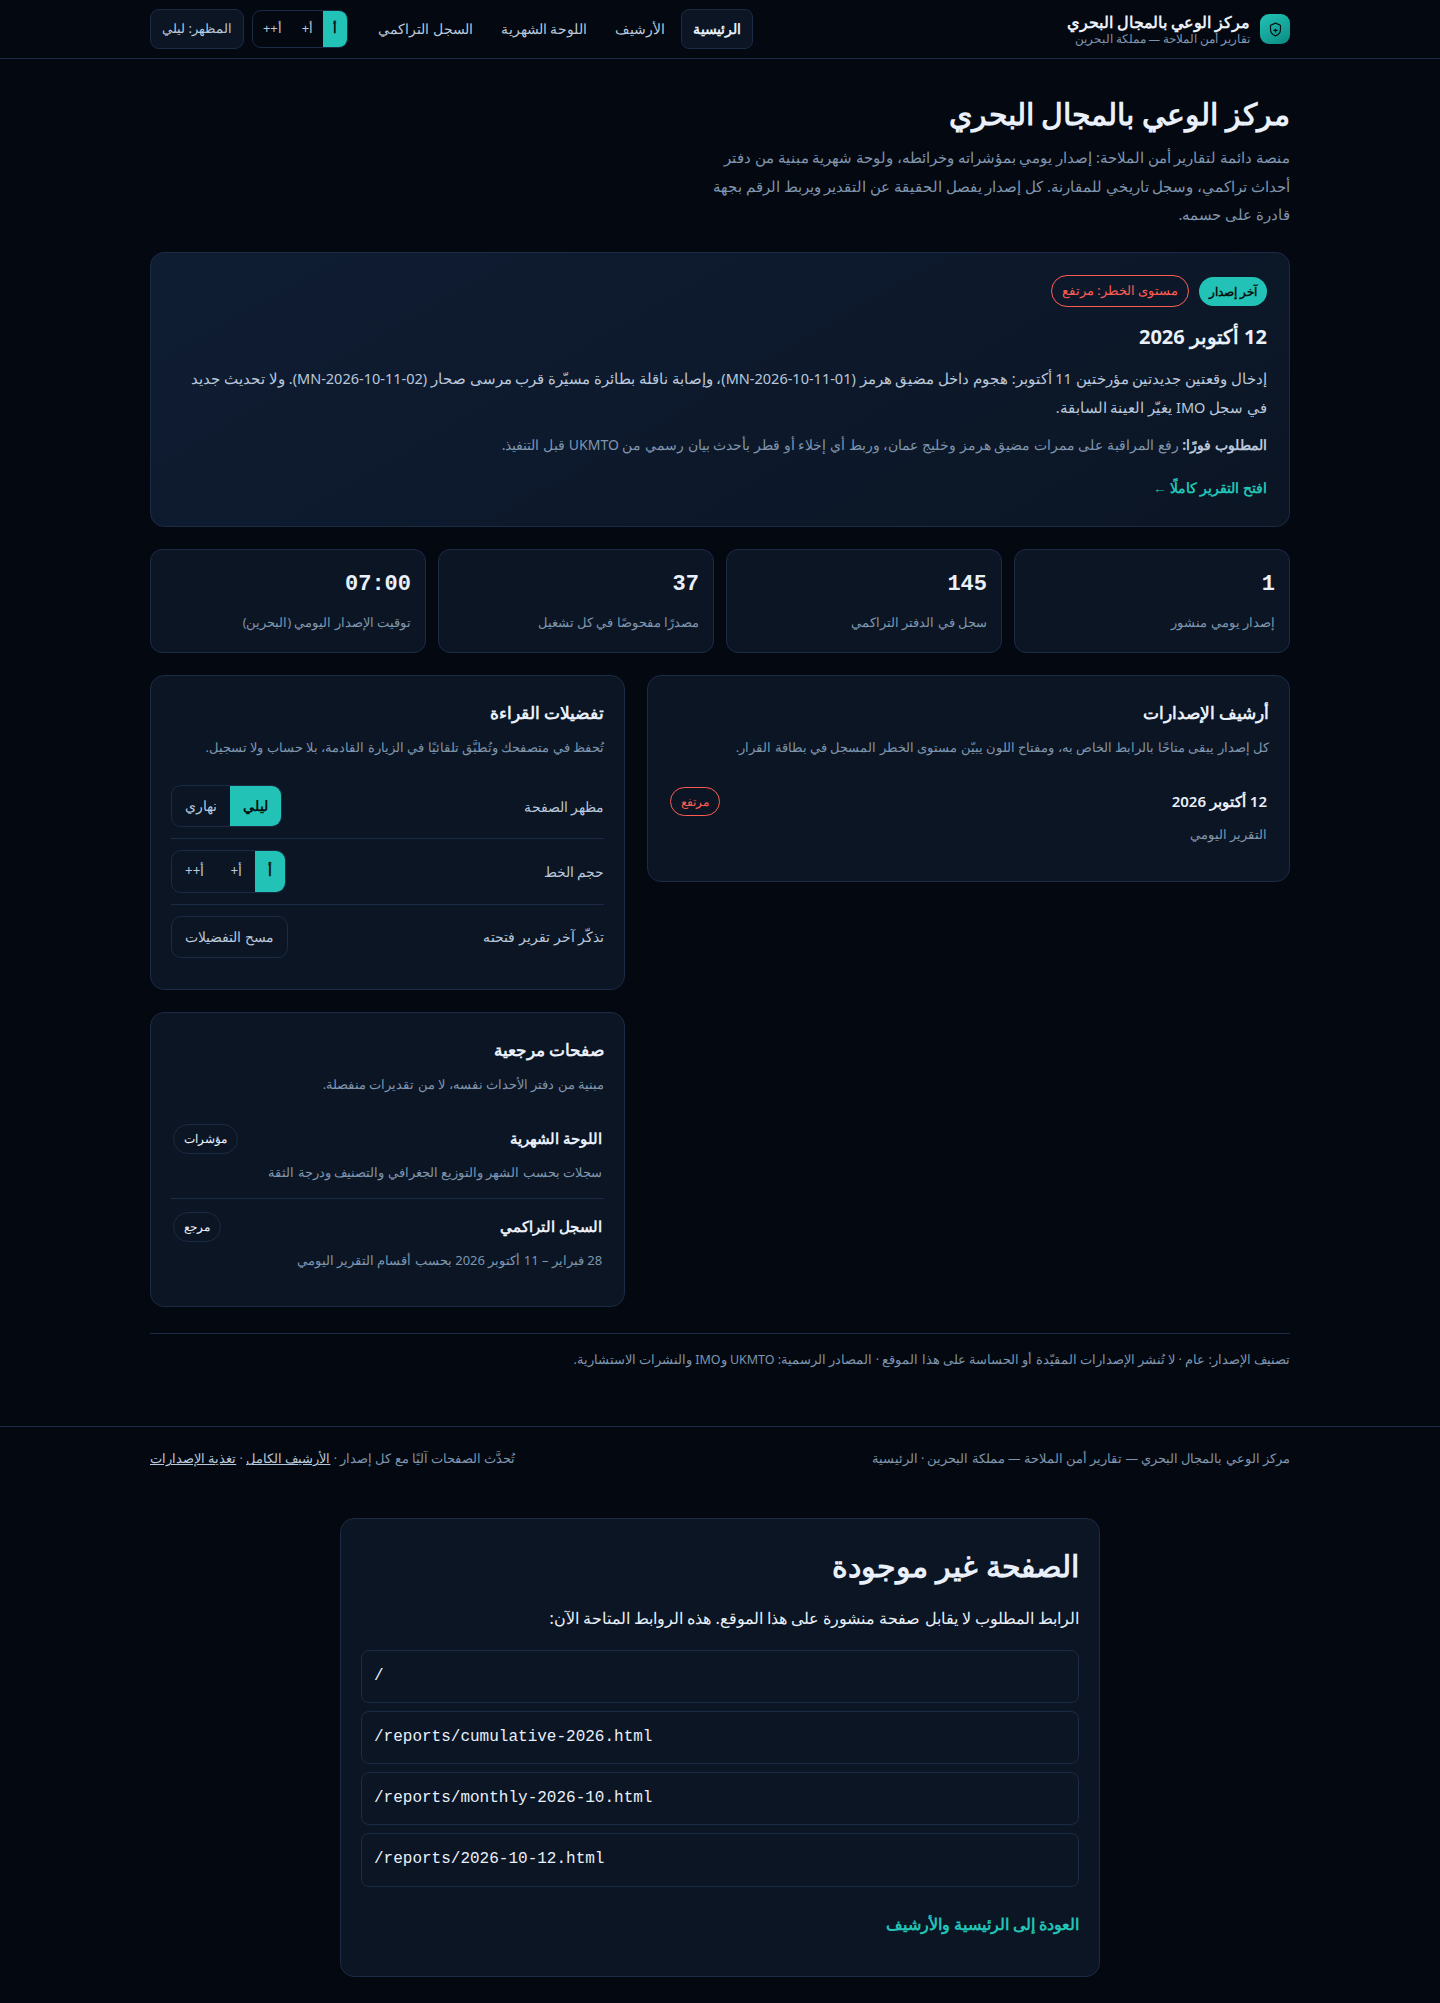 مركز الوعي بالمجال البحري
تقارير أمن الملاحة — مملكة البحرين
الرئيسية
الأرشيف
اللوحة الشهرية
السجل التراكمي
أ
أ+
أ++
المظهر: ليلي
مركز الوعي بالمجال البحري
منصة دائمة لتقارير أمن الملاحة: إصدار يومي بمؤشراته وخرائطه، ولوحة شهرية مبنية من دفتر
أحداث تراكمي، وسجل تاريخي للمقارنة. كل إصدار يفصل الحقيقة عن التقدير ويربط الرقم بجهة
قادرة على حسمه.
آخر إصدار
مستوى الخطر: مرتفع
12 أكتوبر 2026
إدخال وقعتين جديدتين مؤرختين 11 أكتوبر: هجوم داخل مضيق هرمز (MN-2026-10-11-01)، وإصابة ناقلة بطائرة مسيّرة قرب مرسى صحار (MN-2026-10-11-02). ولا تحديث جديد
في سجل IMO يغيّر العينة السابقة.
المطلوب فورًا: رفع المراقبة على ممرات مضيق هرمز وخليج عمان، وربط أي إخلاء أو قطر بأحدث بيان رسمي من UKMTO قبل التنفيذ.
افتح التقرير كاملًا ←
1
إصدار يومي منشور
145
سجل في الدفتر التراكمي
37
مصدرًا مفحوصًا في كل تشغيل
07:00
توقيت الإصدار اليومي (البحرين)
أرشيف الإصدارات
كل إصدار يبقى متاحًا بالرابط الخاص به، ومفتاح اللون يبيّن مستوى الخطر المسجل في بطاقة القرار.
12 أكتوبر 2026
مرتفع
التقرير اليومي
تفضيلات القراءة
تُحفظ في متصفحك وتُطبَّق تلقائيًا في الزيارة القادمة، بلا حساب ولا تسجيل.
مظهر الصفحة
ليلي
نهاري
حجم الخط
أ
أ+
أ++
تذكّر آخر تقرير فتحته
مسح التفضيلات
صفحات مرجعية
مبنية من دفتر الأحداث نفسه، لا من تقديرات منفصلة.
اللوحة الشهرية
مؤشرات
سجلات بحسب الشهر والتوزيع الجغرافي والتصنيف ودرجة الثقة
السجل التراكمي
مرجع
28 فبراير – 11 أكتوبر 2026 بحسب أقسام التقرير اليومي
تصنيف الإصدار: عام · لا تُنشر الإصدارات المقيّدة أو الحساسة على هذا الموقع · المصادر الرسمية: UKMTO وIMO والنشرات الاستشارية.
مركز الوعي بالمجال البحري — تقارير أمن الملاحة — مملكة البحرين · الرئيسية
تُحدَّث الصفحات آليًا مع كل إصدار · الأرشيف الكامل · تغذية الإصدارات
الصفحة غير موجودة
الرابط المطلوب لا يقابل صفحة منشورة على هذا الموقع. هذه الروابط المتاحة الآن:
/
/reports/cumulative-2026.html
/reports/monthly-2026-10.html
/reports/2026-10-12.html
العودة إلى الرئيسية والأرشيف